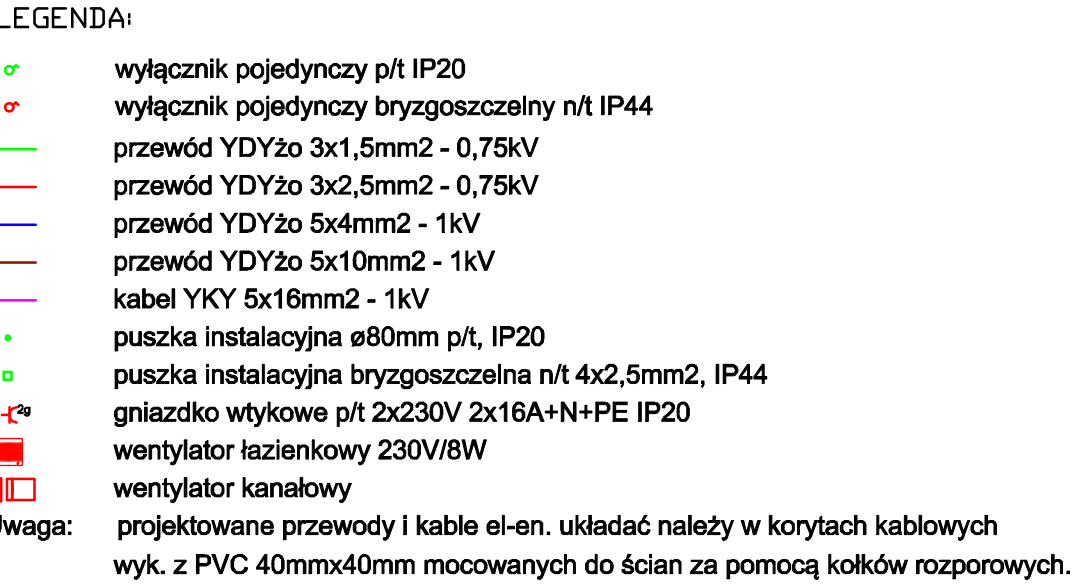 LEGENDA:
wyłącznik pojedynczy p/t IP20
wyłącznik pojedynczy bryzgoszczelny n/t IP44
przewód YDYżo 3x1,5mm2 - 0,75kV
przewód YDYżo 3x2,5mm2 - 0,75kV
przewód YDYżo 5x4mm2 - 1kV
przewód YDYżo 5x10mm2 - 1kV
kabel YKY 5x16mm2 - 1kV
puszka instalacyjna ø80mm p/t, IP20
puszka instalacyjna bryzgoszczelna n/t 4x2,5mm2, IP44
2g gniazdko wtykowe p/t 2x230V 2x16A+N+PE IP20
wentylator łazienkowy 230V/8W
wentylator kanałowy
Uwaga: projektowane przewody i kable el-en. układać należy w korytach kablowych
wyk. z PVC 40mmx40mm mocowanych do ścian za pomocą kołków rozporowych.